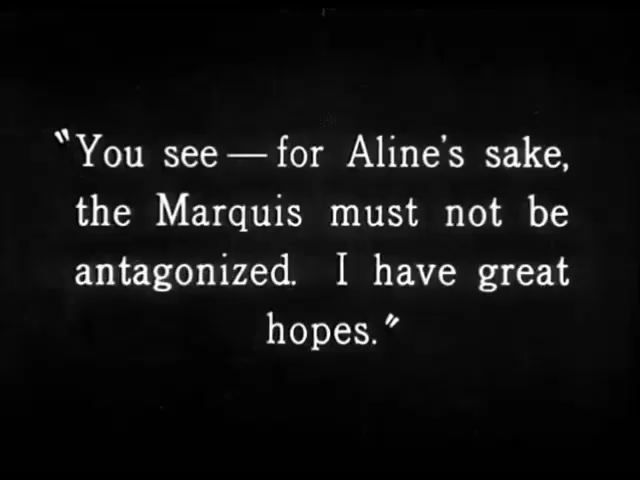 "You see — for Aline's sake,
the Marquis must not be
antagonized. I have great
hopes."